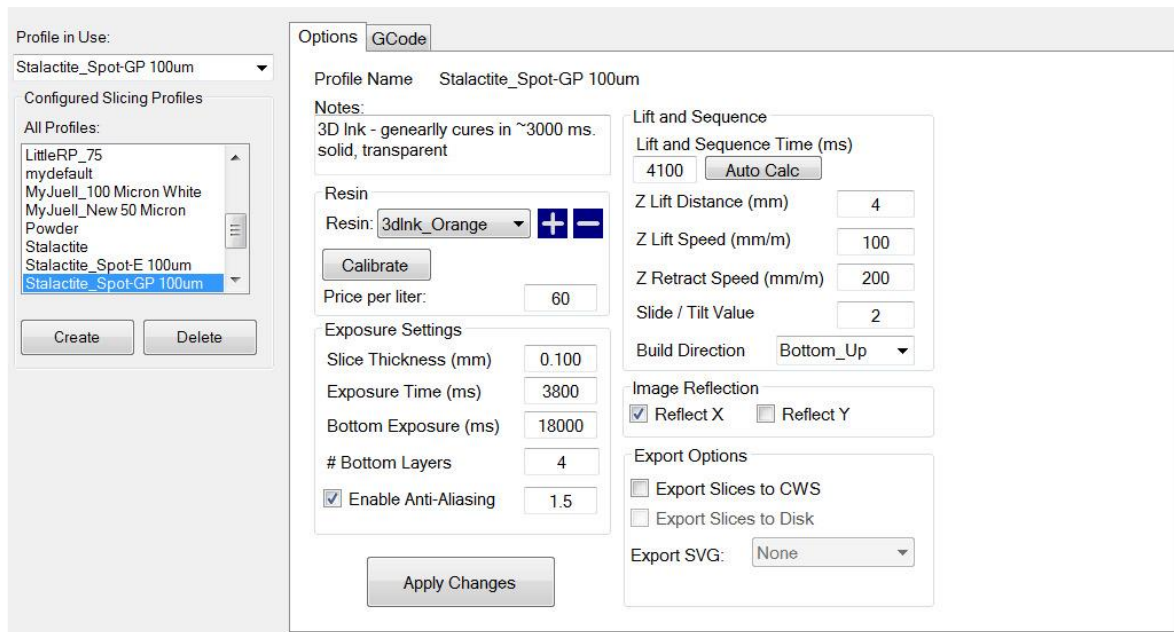 Profile in Use:
Stalactite_Spot-GP 100um
Configured Slicing Profiles
All Profiles:
LittleRP_75
mydefault
MyJuell_100 Micron White
MyJuell_New 50 Micron
Powder
Stalactite
Stalactite_Spot-E 100um
Stalactite_Spot-GP 100um
Create
Delete
Options
GCode
Profile Name Stalactite_Spot-GP 100um
Notes:
3D Ink - genearlly cures in ~3000 ms.
solid, transparent
Resin
Resin: 3dInk_Orange
Calibrate
Price per liter: 60
Exposure Settings
Slice Thickness (mm) 0.100
Exposure Time (ms) 3800
Bottom Exposure (ms) 18000
# Bottom Layers 4
Enable Anti-Aliasing 1.5
Apply Changes
Lift and Sequence
Lift and Sequence Time (ms)
4100 Auto Calc
Z Lift Distance (mm) 4
Z Lift Speed (mm/m) 100
Z Retract Speed (mm/m) 200
Slide / Tilt Value 2
Build Direction Bottom_Up
Image Reflection
Reflect X Reflect Y
Export Options
Export Slices to CWS
Export Slices to Disk
Export SVG: None